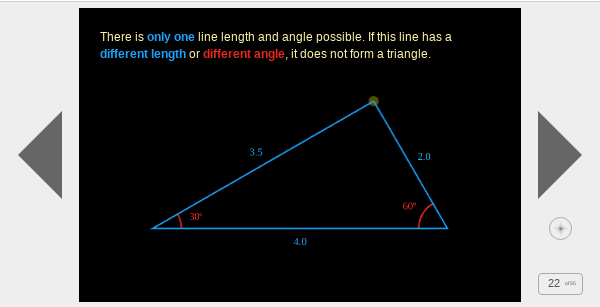 There is only one line length and angle possible. If this line has a
different length or different angle, it does not form a triangle.
3.5
2.0
30°
60°
4.0
22 of 55